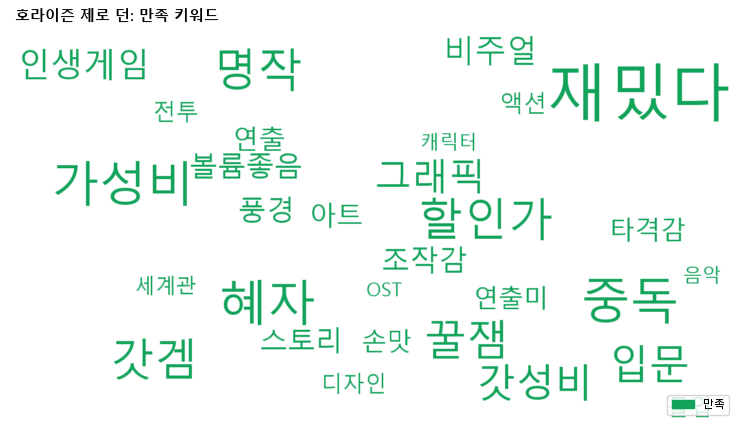 호라이즌 제로 던: 만족 키워드
인생게임
명작
비주얼
재밌다
액션
전투
연출
캐릭터
볼륨좋음
가성비
그래픽
풍경
아트
할인가
타격감
조작감
음악
세계관
OST
연출미
혜자
중독
스토리
손맛
꿀잼
갓겜
입문
디자인
갓성비
만족